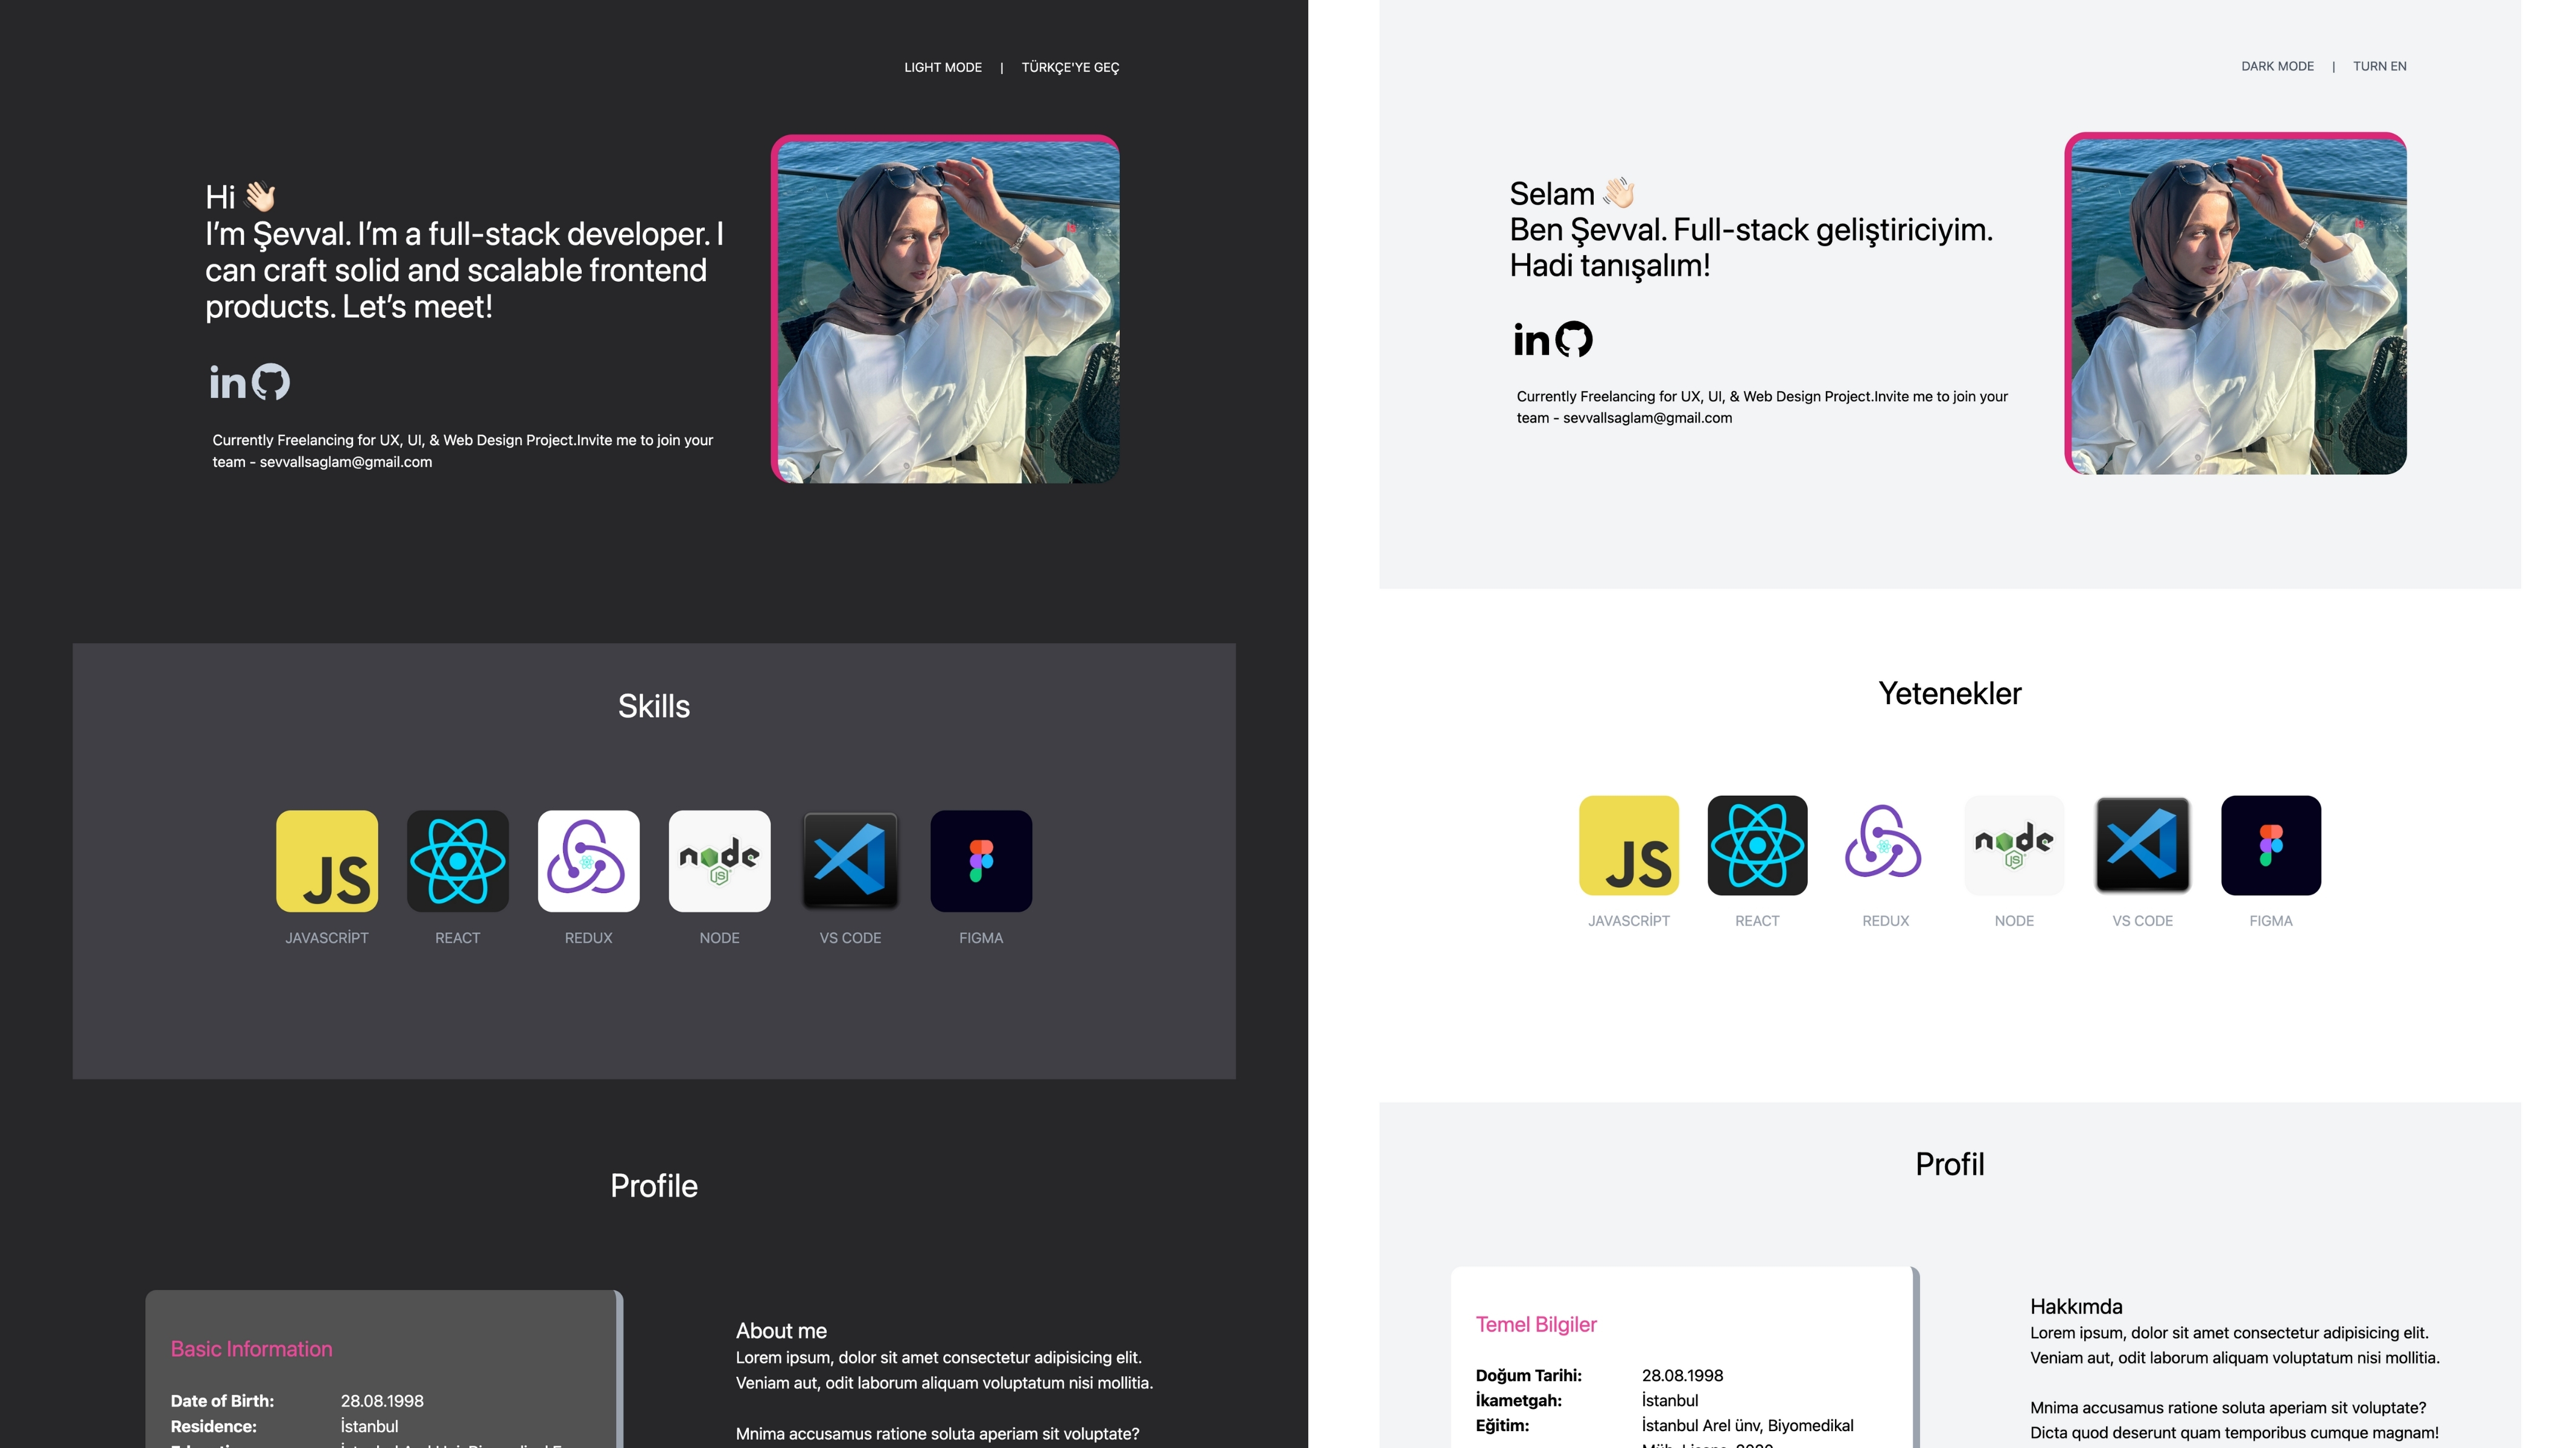 LIGHT MODE | TÜRKÇE'YE GEÇ
Hi 👋🏻
I’m Şevval. I’m a full-stack developer. I
can craft solid and scalable frontend
products. Let’s meet!
in
Currently Freelancing for UX, UI, & Web Design Project.Invite me to join your
team - sevvallsaglam@gmail.com
Skills
JS
node
JS
JAVASCRİPT
REACT
REDUX
NODE
VS CODE
FIGMA
Profile
Basic Information
Date of Birth: 28.08.1998
Residence: İstanbul
About me
Lorem ipsum, dolor sit amet consectetur adipisicing elit.
Veniam aut, odit laborum aliquam voluptatum nisi mollitia.
Mnima accusamus ratione soluta aperiam sit voluptate?
DARK MODE | TURN EN
Selam 👋🏻
Ben Şevval. Full-stack geliştiriciyim.
Hadi tanışalım!
in
Currently Freelancing for UX, UI, & Web Design Project.Invite me to join your
team - sevvallsaglam@gmail.com
Yetenekler
JS
node
JS
JAVASCRİPT
REACT
REDUX
NODE
VS CODE
FIGMA
Profil
Temel Bilgiler
Doğum Tarihi: 28.08.1998
İkametgah: İstanbul
Eğitim: İstanbul Arel ünv, Biyomedikal
Hakkımda
Lorem ipsum, dolor sit amet consectetur adipisicing elit.
Veniam aut, odit laborum aliquam voluptatum nisi mollitia.
Mnima accusamus ratione soluta aperiam sit voluptate?
Dicta quod deserunt quam temporibus cumque magnam!